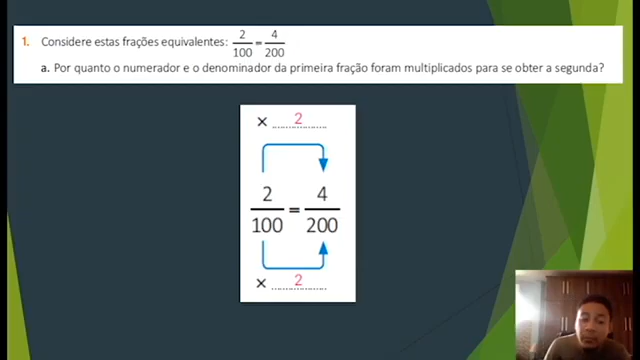 1. Considere estas frações equivalentes: 2/100 = 4/200
a. Por quanto o numerador e o denominador da primeira fração foram multiplicados para se obter a segunda?
× 2
2/100 = 4/200
× 2